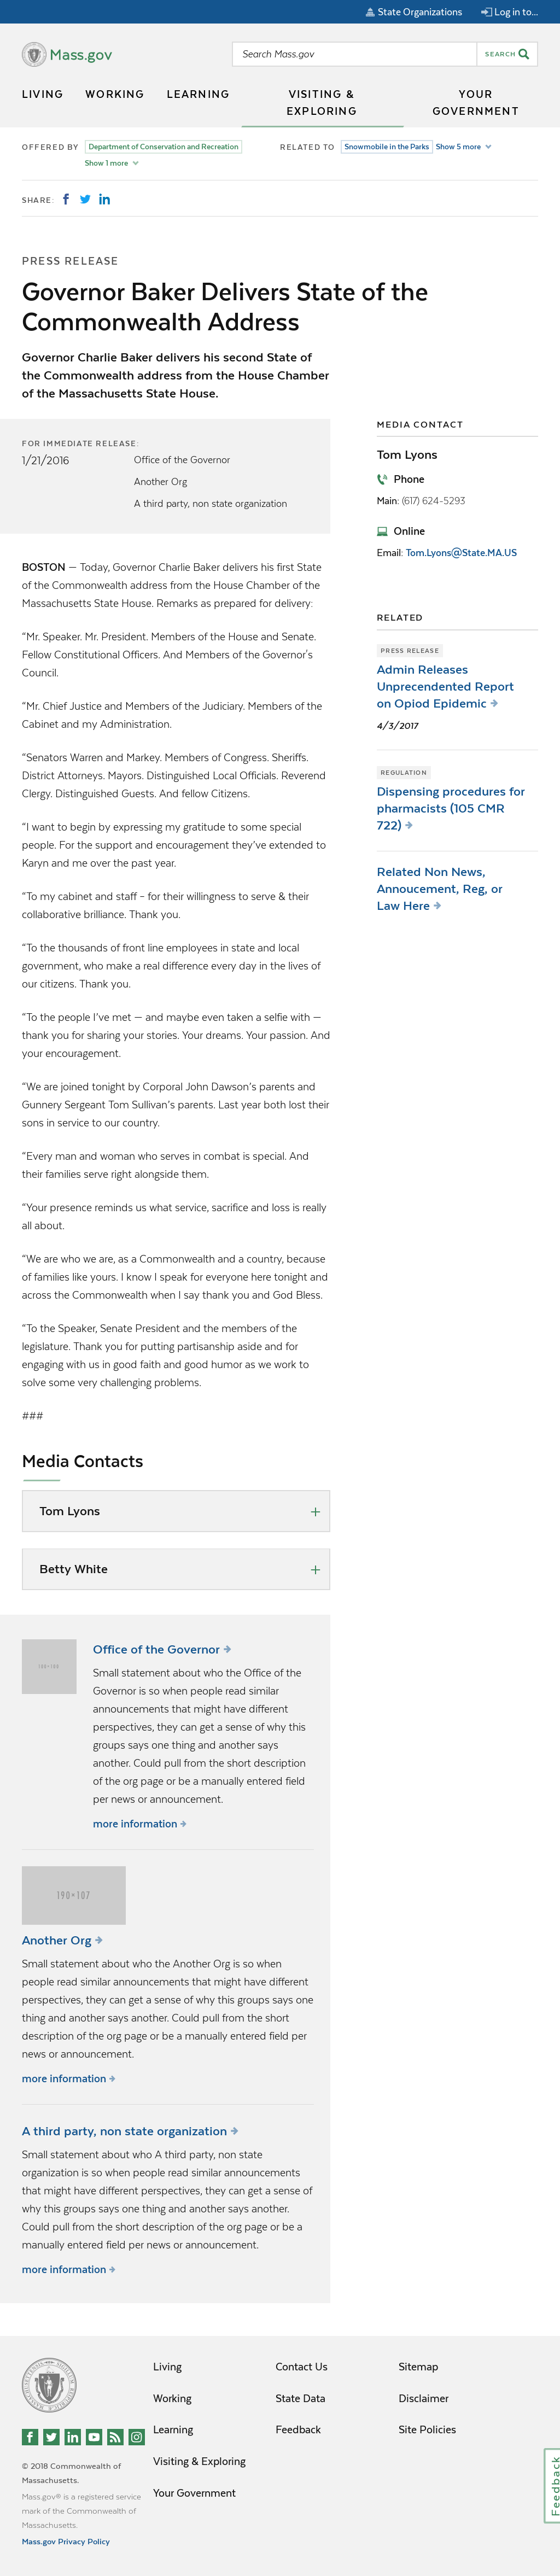 State Organizations
Log in to...
Mass.gov
Search Mass.gov
SEARCH
LIVING
WORKING
LEARNING
VISITING &
EXPLORING
YOUR
GOVERNMENT
OFFERED BY
Department of Conservation and Recreation
Show 1 more
RELATED TO
Snowmobile in the Parks
Show 5 more
SHARE:
PRESS RELEASE
Governor Baker Delivers State of the
Commonwealth Address
Governor Charlie Baker delivers his second State of
the Commonwealth address from the House Chamber
of the Massachusetts State House.
FOR IMMEDIATE RELEASE:
1/21/2016
Office of the Governor
Another Org
A third party, non state organization
BOSTON — Today, Governor Charlie Baker delivers his first State
of the Commonwealth address from the House Chamber of the
Massachusetts State House. Remarks as prepared for delivery:
“Mr. Speaker. Mr. President. Members of the House and Senate.
Fellow Constitutional Officers. And Members of the Governor's
Council.
“Mr. Chief Justice and Members of the Judiciary. Members of the
Cabinet and my Administration.
“Senators Warren and Markey. Members of Congress. Sheriffs.
District Attorneys. Mayors. Distinguished Local Officials. Reverend
Clergy. Distinguished Guests. And fellow Citizens.
“I want to begin by expressing my gratitude to some special
people. For the support and encouragement they’ve extended to
Karyn and me over the past year.
“To my cabinet and staff – for their willingness to serve & their
collaborative brilliance. Thank you.
“To the thousands of front line employees in state and local
government, who make a real difference every day in the lives of
our citizens. Thank you.
“To the people I’ve met — and maybe even taken a selfie with —
thank you for sharing your stories. Your dreams. Your passion. And
your encouragement.
“We are joined tonight by Corporal John Dawson’s parents and
Gunnery Sergeant Tom Sullivan’s parents. Last year both lost their
sons in service to our country.
“Every man and woman who serves in combat is special. And
their families serve right alongside them.
“Your presence reminds us what service, sacrifice and loss is really
all about.
“We are who we are, as a Commonwealth and a country, because
of families like yours. I know I speak for everyone here tonight and
across the Commonwealth when I say thank you and God Bless.
“To the Speaker, Senate President and the members of the
legislature. Thank you for putting partisanship aside and for
engaging with us in good faith and good humor as we work to
solve some very challenging problems.
###
Media Contacts
Tom Lyons
Betty White
MEDIA CONTACT
Tom Lyons
Phone
Main: (617) 624-5293
Online
Email: Tom.Lyons@State.MA.US
RELATED
PRESS RELEASE
Admin Releases
Unprecendented Report
on Opiod Epidemic
4/3/2017
REGULATION
Dispensing procedures for
pharmacists (105 CMR
722)
Related Non News,
Annoucement, Reg, or
Law Here
Office of the Governor
Small statement about who the Office of the
Governor is so when people read similar
announcements that might have different
perspectives, they can get a sense of why this
groups says one thing and another says
another. Could pull from the short description
of the org page or be a manually entered field
per news or announcement.
more information
190×107
Another Org
Small statement about who the Another Org is so when
people read similar announcements that might have different
perspectives, they can get a sense of why this groups says one
thing and another says another. Could pull from the short
description of the org page or be a manually entered field per
news or announcement.
more information
A third party, non state organization
Small statement about who A third party, non state
organization is so when people read similar announcements
that might have different perspectives, they can get a sense of
why this groups says one thing and another says another.
Could pull from the short description of the org page or be a
manually entered field per news or announcement.
more information
Living
Working
Learning
Visiting & Exploring
Your Government
Contact Us
State Data
Feedback
Sitemap
Disclaimer
Site Policies
© 2018 Commonwealth of
Massachusetts.
Mass.gov® is a registered service
mark of the Commonwealth of
Massachusetts.
Mass.gov Privacy Policy
Feedback